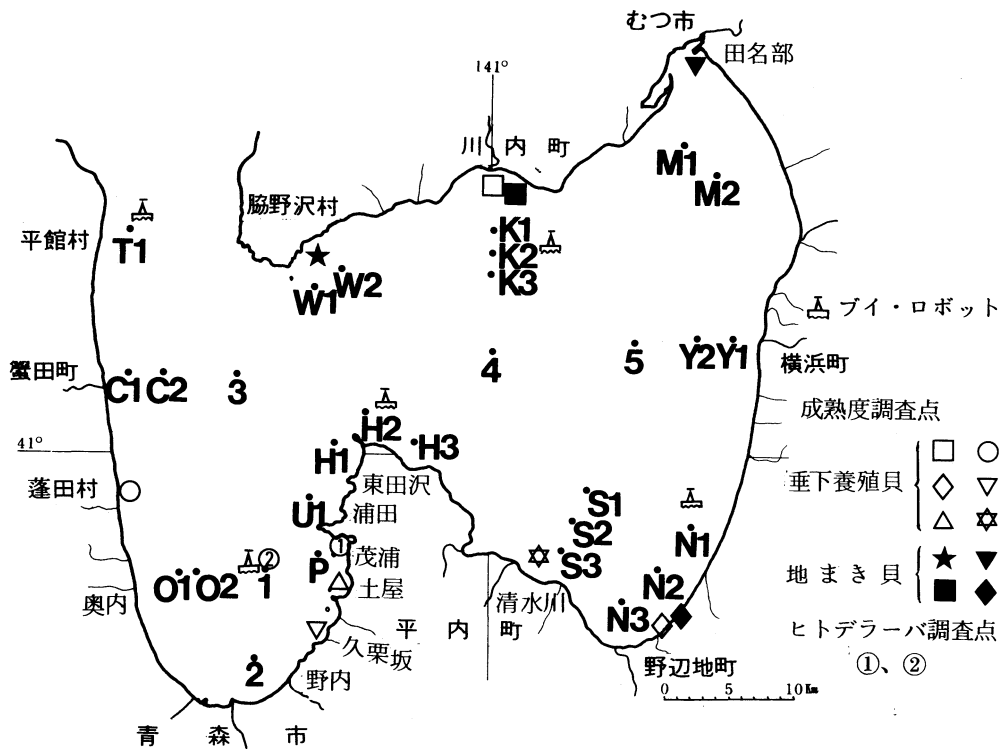 むつ市
田名部
141°
川内町
M1
M2
脇野沢村
平館村
T1
K1
K2
K3
W1
W2
ブイ・ロボット
4
5
Y2
Y1
横浜町
蟹田町
C1
C2
3
成熟度調査点
H2
H1
H3
41°
垂下養殖貝
東田沢
蓬田村
U1
浦田
S1
S2
S3
N1
①
茂浦
②
P
地まき貝
O1
O2
1
土屋
奥内
清水川
N2
N3
平内町
ヒトデラーバ調査点
①、②
久栗坂
2
野内
野辺地町
0 5 10 Km
青森市